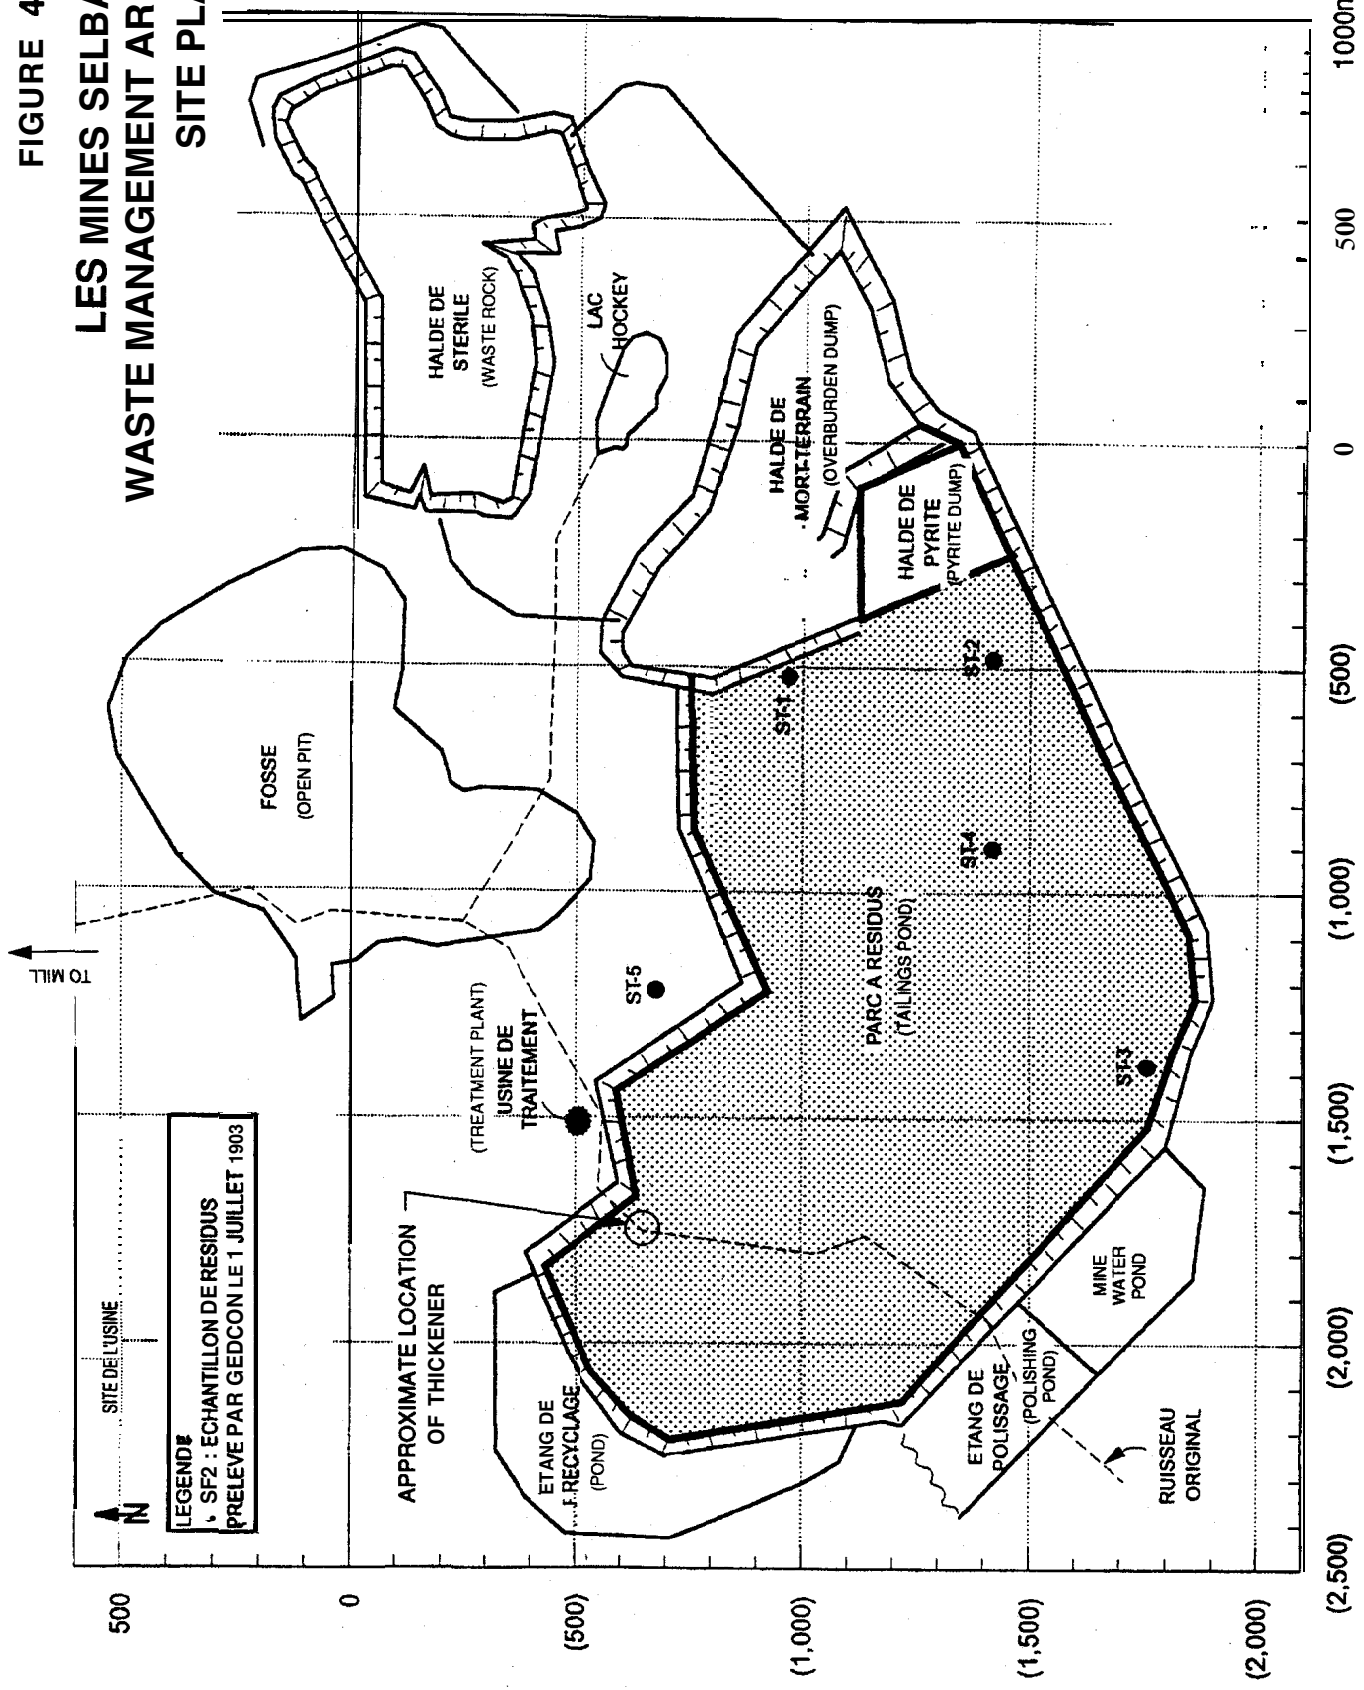 FIGURE 4
LES MINES SELBA
WASTE MANAGEMENT AR
SITE PLA
TO MILL
SITE DE L'USINE
N
LEGENDE
SF2 : ECHANTILLON DE RESIDUS
PRELEVE PAR GEOCON LE 1 JUILLET 1903
FOSSE
(OPEN PIT)
HALDE DE
STERILE
(WASTE ROCK)
LAC
HOCKEY
HALDE DE
MORT-TERRAIN
(OVERBURDEN DUMP)
HALDE DE
PYRITE
(PYRITE DUMP)
(TREATMENT PLANT)
USINE DE
TRAITEMENT
APPROXIMATE LOCATION
OF THICKENER
ETANG DE
RECYCLAGE
(POND)
PARC A RESIDUS
(TAILINGS POND)
ST-1
ST-2
ST-3
ST-4
ST-5
ETANG DE
POLISSAGE
(POLISHING
POND)
MINE
WATER
POND
RUISSEAU
ORIGINAL
500
0
(500)
(1,000)
(1,500)
(2,000)
(2,500)
(2,000)
(1,500)
(1,000)
(500)
0
500
1000m